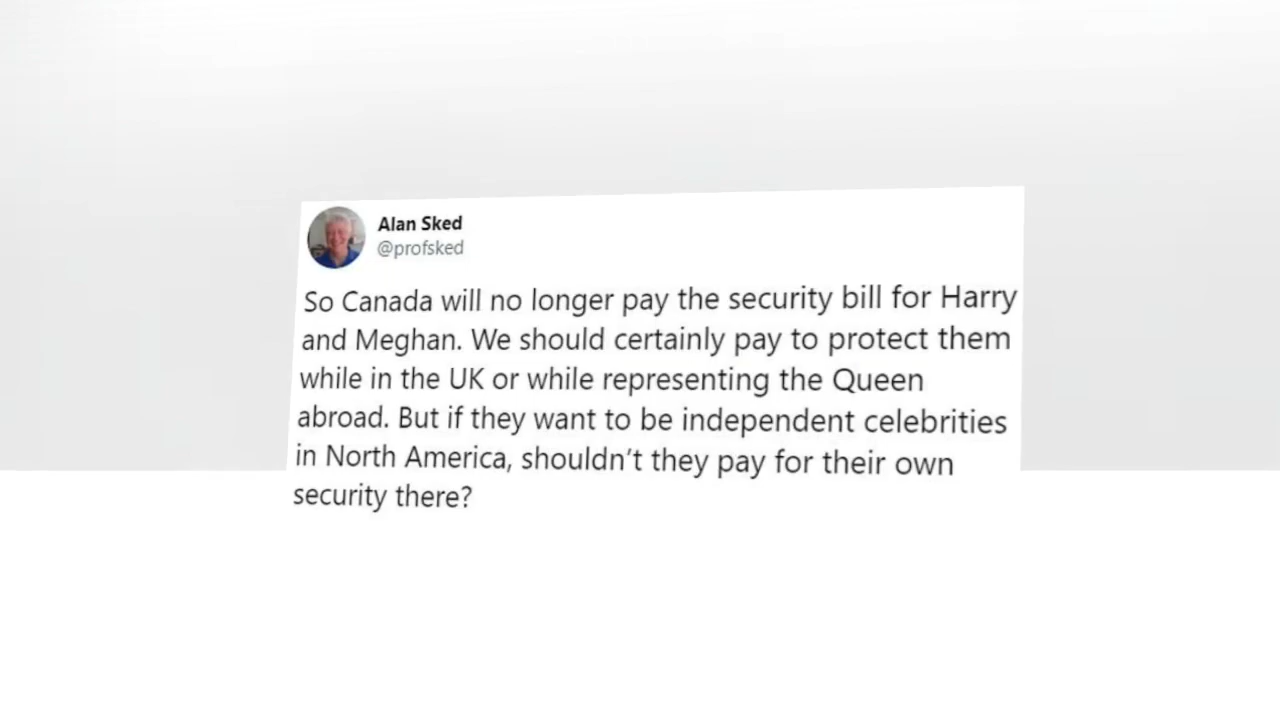 Alan Sked
@profsked
So Canada will no longer pay the security bill for Harry
and Meghan. We should certainly pay to protect them
while in the UK or while representing the Queen
abroad. But if they want to be independent celebrities
in North America, shouldn't they pay for their own
security there?